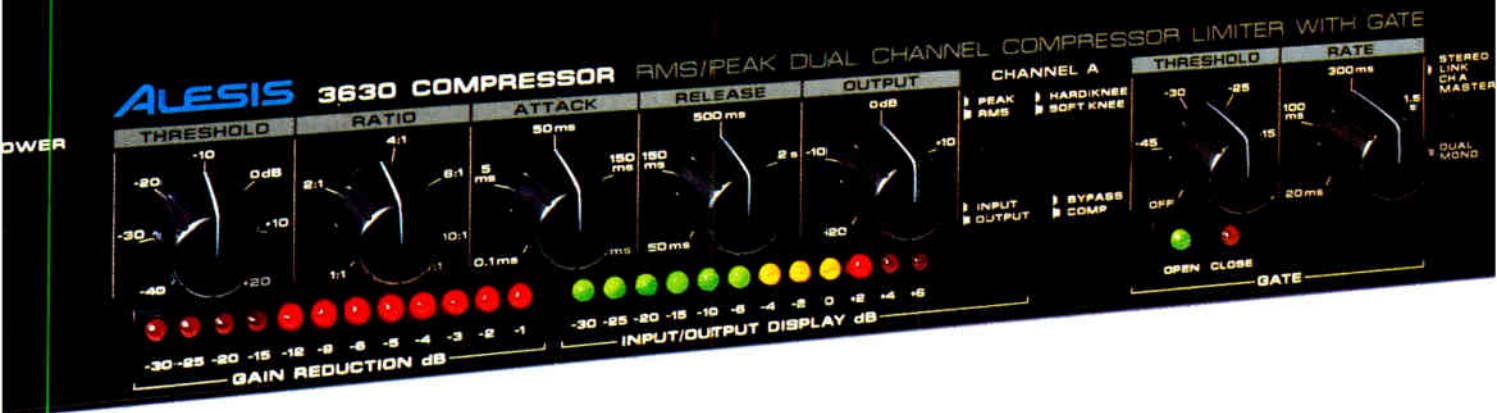 ALESIS 3630 COMPRESSOR RMS/PEAK DUAL CHANNEL COMPRESSOR LIMITER WITH GATE
OWER
THRESHOLD RATIO ATTACK RELEASE OUTPUT CHANNEL A THRESHOLD RATE
-40 -30 -20 -10 0dB +10 +20
1:1 2:1 4:1 6:1 10:1
0.1ms 5 ms 50ms 150 ms
50ms 150 ms 500ms 2s
-20 -10 0dB +10
PEAK
RMS
HARD KNEE
SOFT KNEE
INPUT
OUTPUT
BYPASS
COMP
OFF -45 -30 -25 -15
20ms 100 ms 300ms 1.5 s
STEREO
LINK
CH A
MASTER
DUAL
MONO
OPEN CLOSE
GATE
-30 -25 -20 -15 -12 -9 -6 -5 -4 -3 -2 -1
GAIN REDUCTION dB
-30 -25 -20 -15 -10 -6 -4 -2 0 +2 +4 +6
INPUT/OUTPUT DISPLAY dB